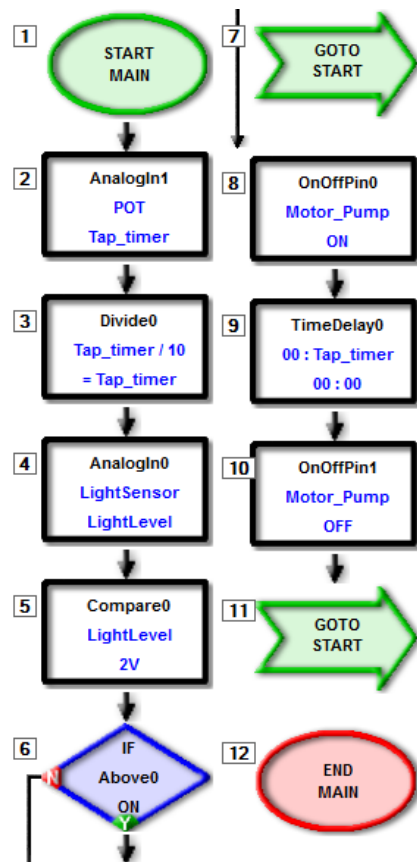 1
START
MAIN
2
AnalogIn1
POT
Tap_timer
3
Divide0
Tap_timer / 10
= Tap_timer
4
AnalogIn0
LightSensor
LightLevel
5
Compare0
LightLevel
2V
6
IF
Above0
ON
N
Y
7
GOTO
START
8
OnOffPin0
Motor_Pump
ON
9
TimeDelay0
00 : Tap_timer
00 : 00
10
OnOffPin1
Motor_Pump
OFF
11
GOTO
START
12
END
MAIN